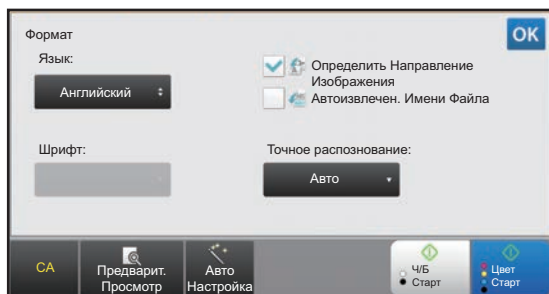 Формат
OK
Язык:
Английский
Определить Направление
Изображения
Автоизвлечен. Имени Файла
Шрифт:
Точное распознование:
Авто
CA
Предварит.
Просмотр
Авто
Настройка
Ч/Б
Старт
Цвет
Старт